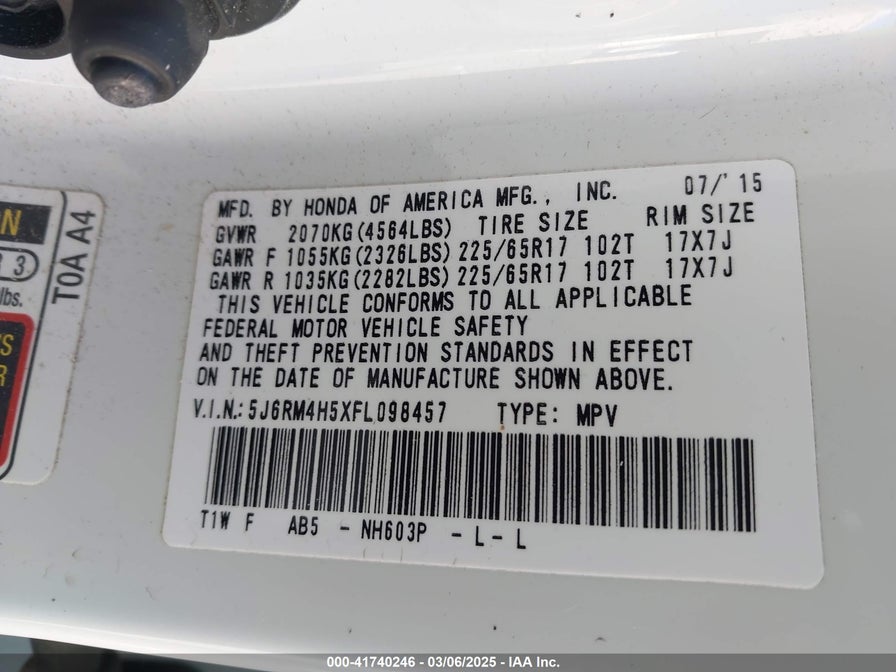 MFD. BY HONDA OF AMERICA MFG., INC. 07/'15
GVWR 2070KG(4564LBS) TIRE SIZE RIM SIZE
GAWR F 1055KG(2326LBS) 225/65R17 102T 17X7J
GAWR R 1035KG(2282LBS) 225/65R17 102T 17X7J
THIS VEHICLE CONFORMS TO ALL APPLICABLE
FEDERAL MOTOR VEHICLE SAFETY
AND THEFT PREVENTION STANDARDS IN EFFECT
ON THE DATE OF MANUFACTURE SHOWN ABOVE.
V.I.N.: 5J6RM4H5XFL098457 TYPE: MPV
T1W F AB5 - NH603P - L - L
T0A A4
3
lbs.
000-41740246 - 03/06/2025 - IAA Inc.